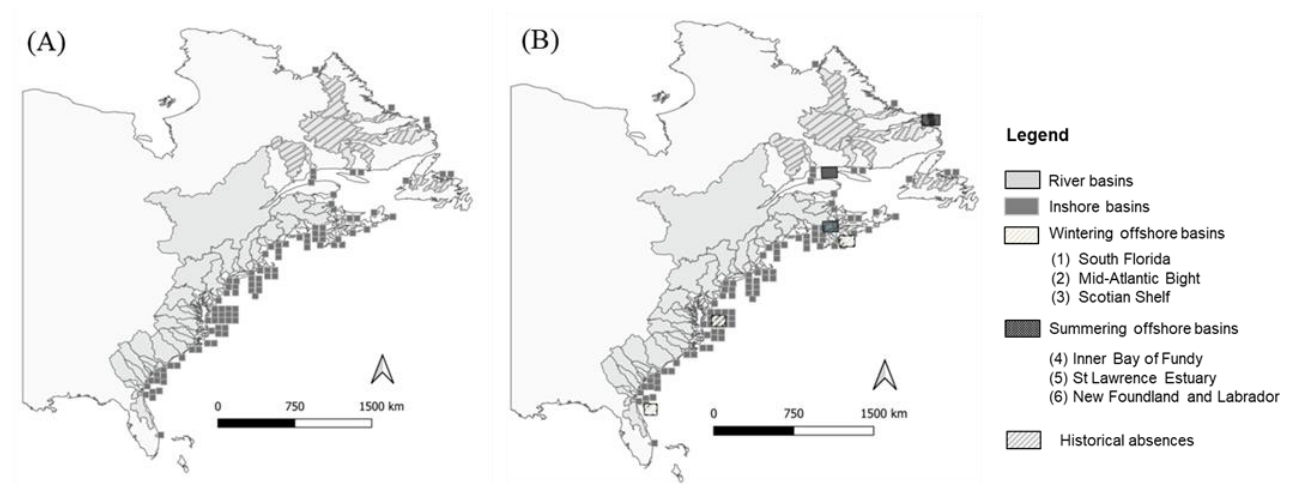 (A)
(B)
0 750 1500 km
0 750 1500 km
Legend
River basins
Inshore basins
Wintering offshore basins
(1) South Florida
(2) Mid-Atlantic Bight
(3) Scotian Shelf
Summering offshore basins
(4) Inner Bay of Fundy
(5) St Lawrence Estuary
(6) New Foundland and Labrador
Historical absences